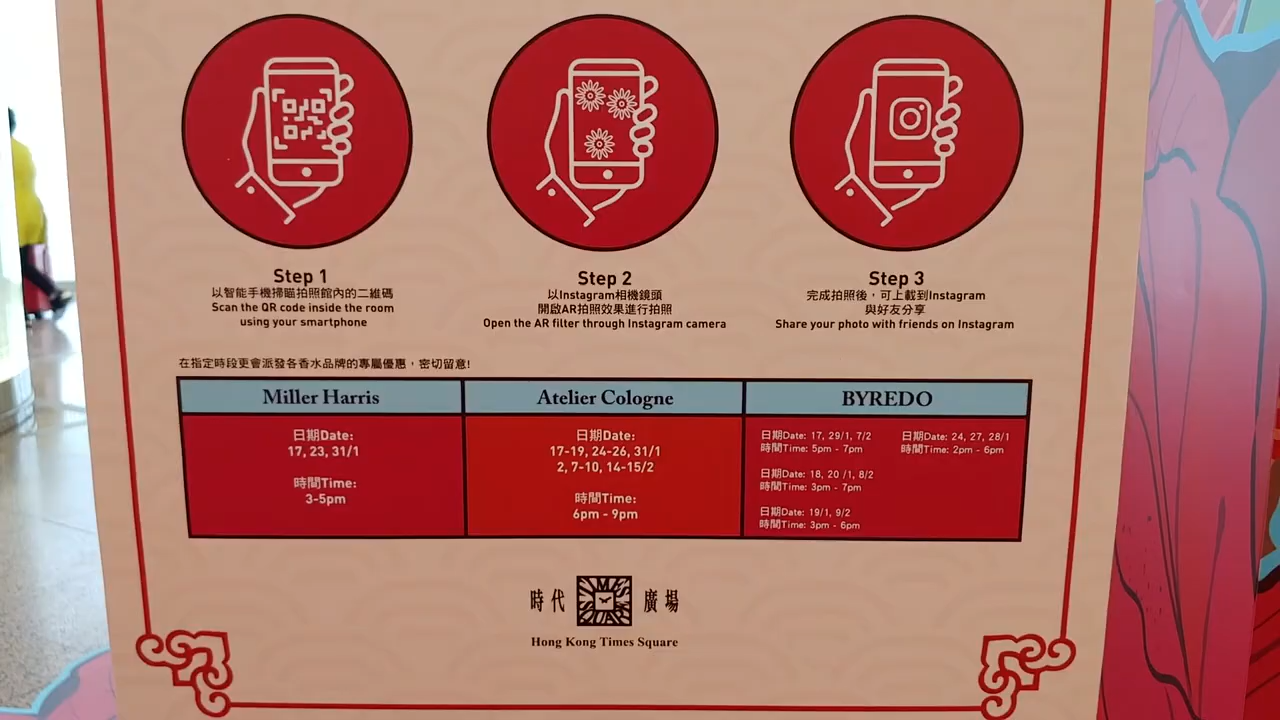 Step 1
以智能手機掃瞄拍照館內的二維碼
Scan the QR code inside the room
using your smartphone
Step 2
以Instagram相機鏡頭
開啟AR拍照效果進行拍照
Open the AR filter through Instagram camera
Step 3
完成拍照後，可上載到Instagram
與好友分享
Share your photo with friends on Instagram
在指定時段更會派發各香水品牌的專屬優惠，密切留意!
Miller Harris
日期Date:
17, 23, 31/1
時間Time:
3-5pm
Atelier Cologne
日期Date:
17-19, 24-26, 31/1
2, 7-10, 14-15/2
時間Time:
6pm - 9pm
BYREDO
日期Date: 17, 29/1, 7/2
時間Time: 5pm - 7pm
日期Date: 18, 20 /1, 8/2
時間Time: 3pm - 7pm
日期Date: 19/1, 9/2
時間Time: 3pm - 6pm
日期Date: 24, 27, 28/1
時間Time: 2pm - 6pm
時代 TIMES SQUARE 廣場
Hong Kong Times Square